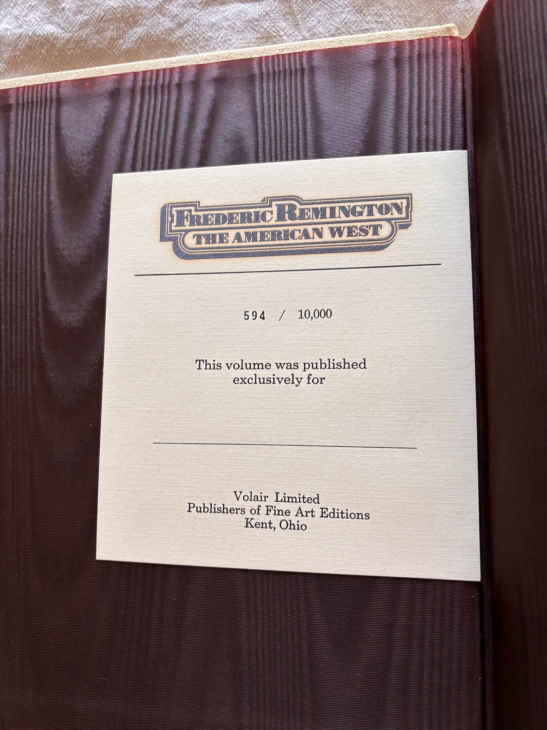 FREDERIC REMINGTON
THE AMERICAN WEST
594 / 10,000
This volume was published
exclusively for
Volair Limited
Publishers of Fine Art Editions
Kent, Ohio